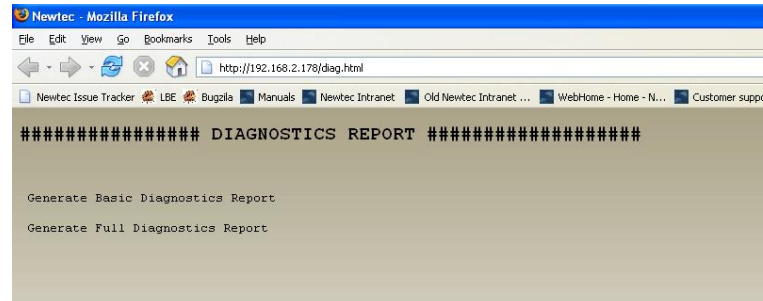 Newtec - Mozilla Firefox
File Edit View Go Bookmarks Tools Help
http://192.168.2.178/diag.html
Newtec Issue Tracker LBE Bugzila Manuals Newtec Intranet Old Newtec Intranet ... WebHome - Home - N... Customer suppo
################ DIAGNOSTICS REPORT ###################
Generate Basic Diagnostics Report
Generate Full Diagnostics Report